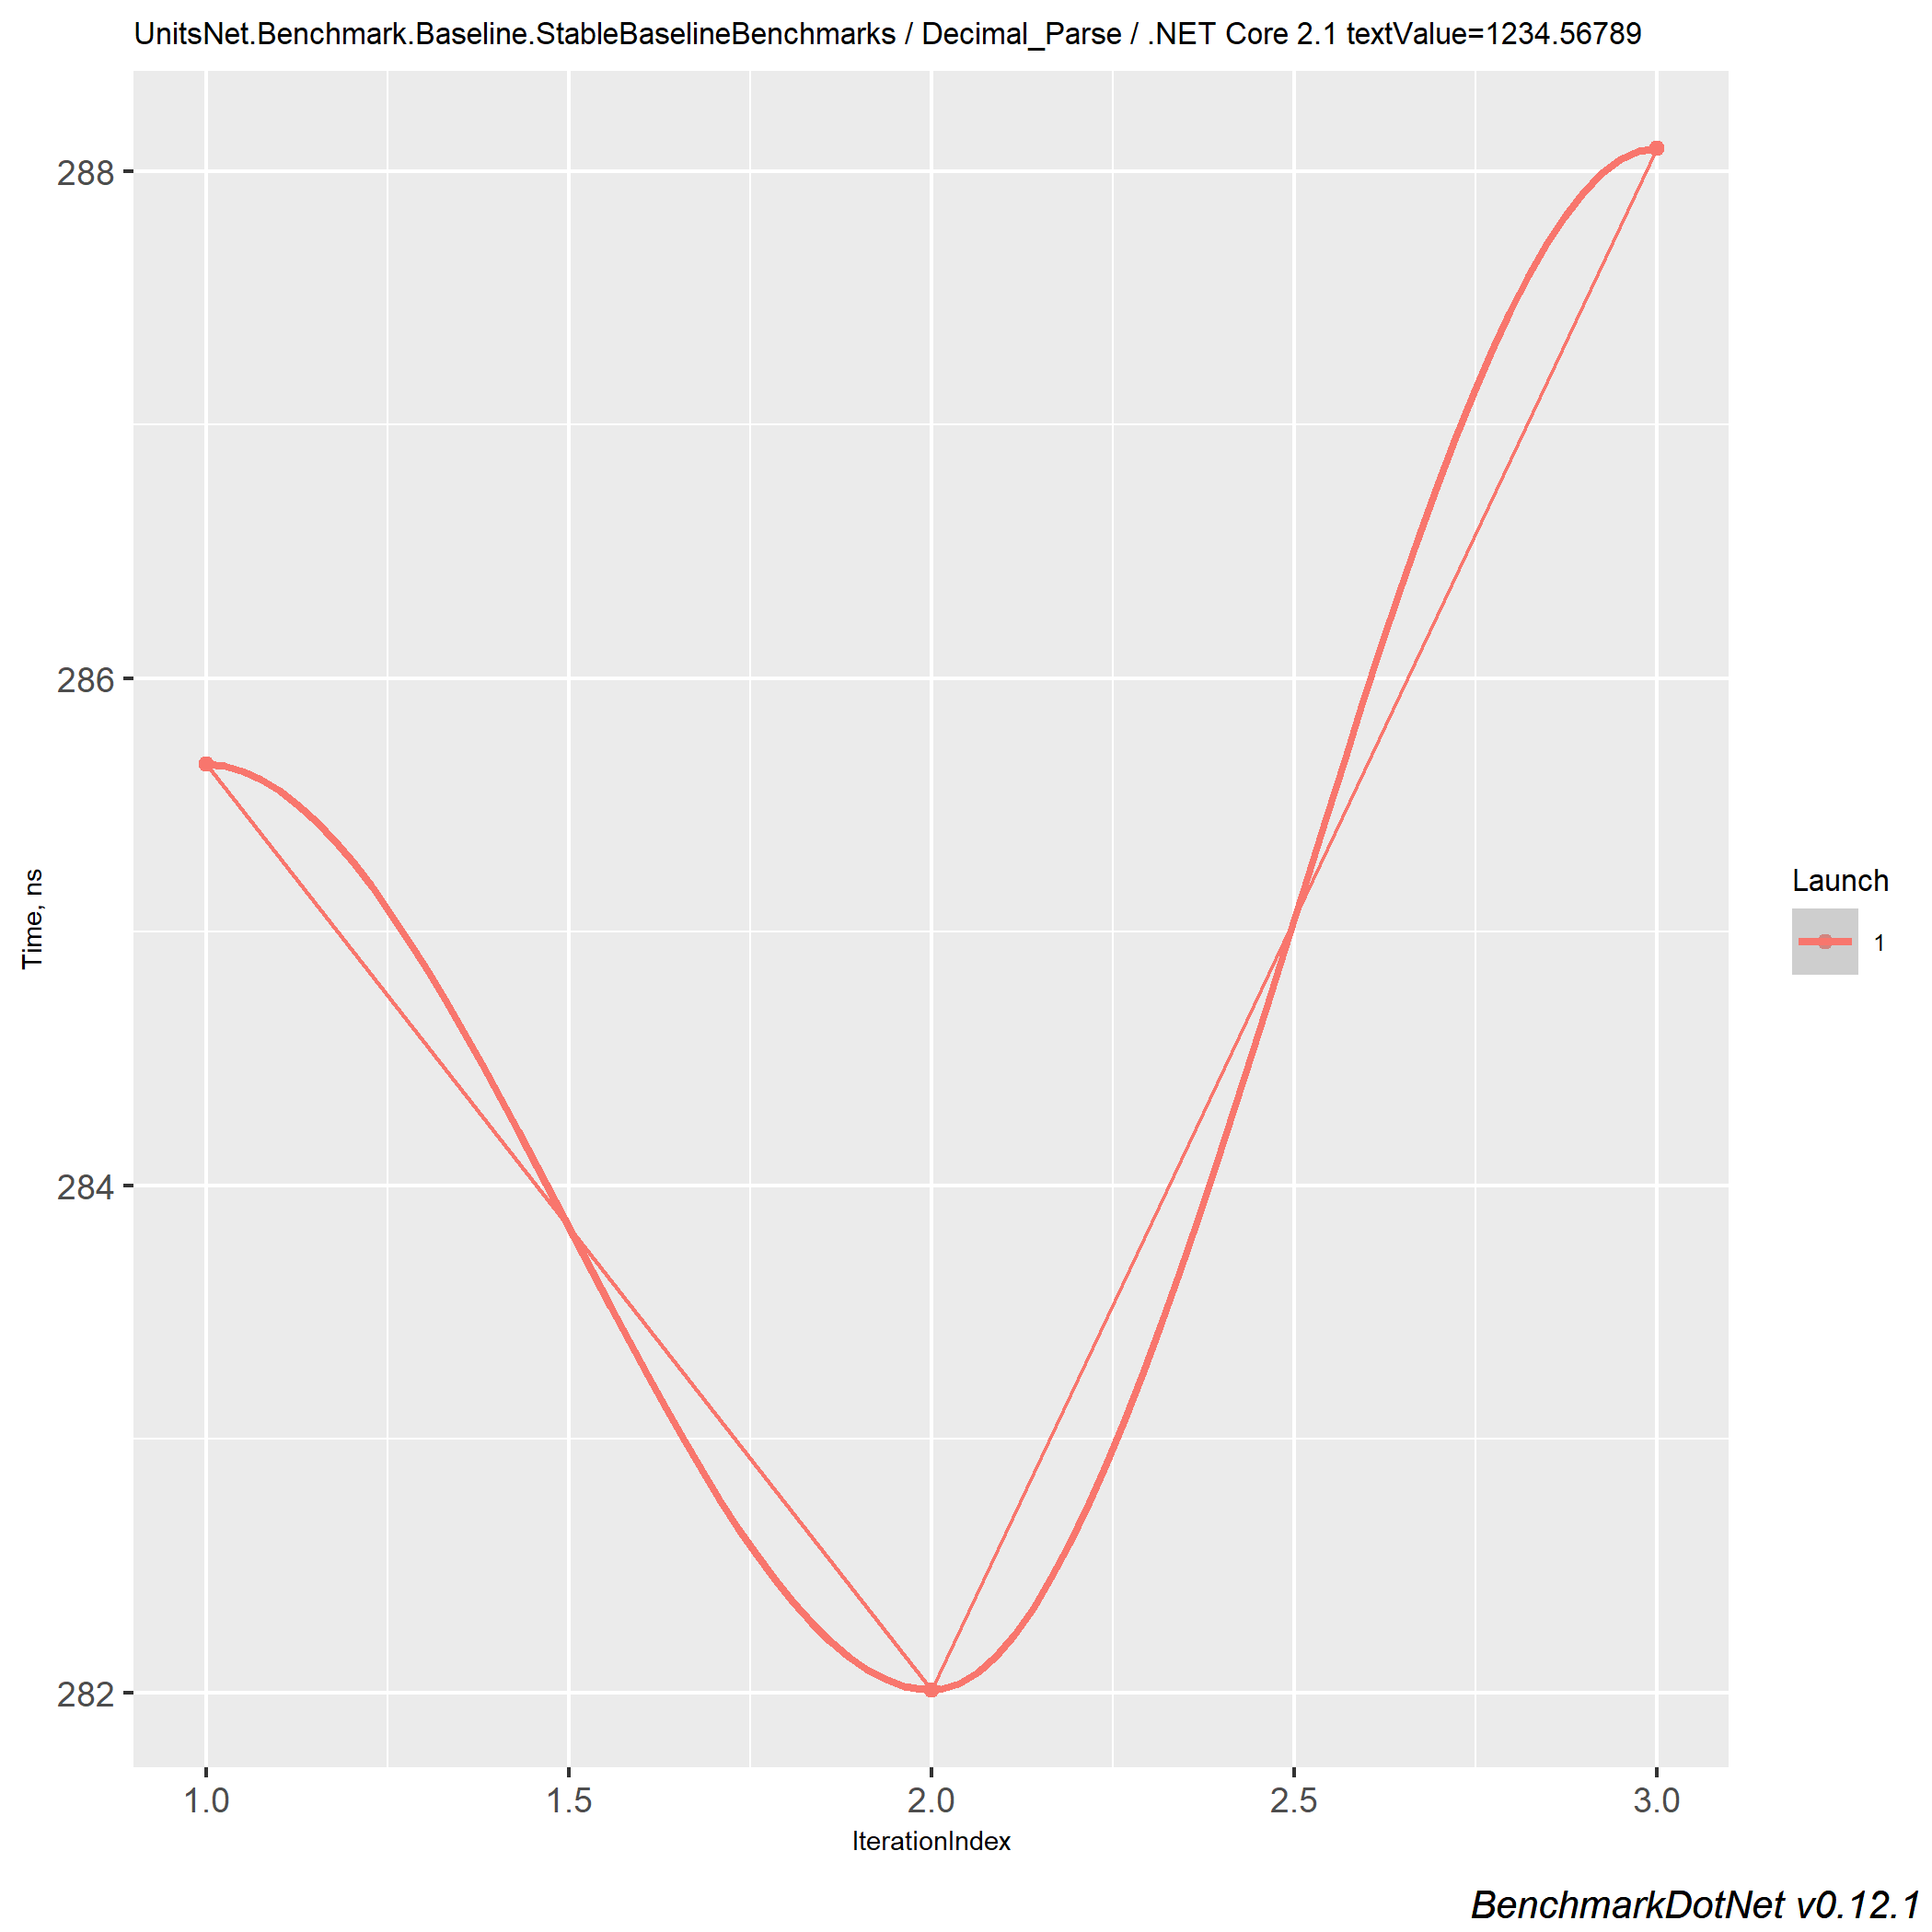 UnitsNet.Benchmark.Baseline.StableBaselineBenchmarks / Decimal_Parse / .NET Core 2.1 textValue=1234.56789
288
286
284
282
Time, ns
1.0 1.5 2.0 2.5 3.0
IterationIndex
Launch
1
BenchmarkDotNet v0.12.1